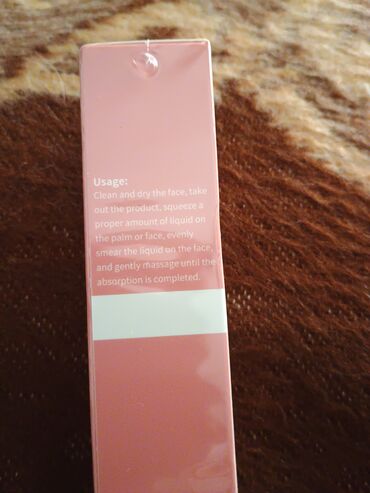 Usage:
Clean and dry the face, take
out the product, squeeze a
proper amount of liquid on
the palm or face, evenly
smear the liquid on the face,
and gently massage until the
absorption is completed.